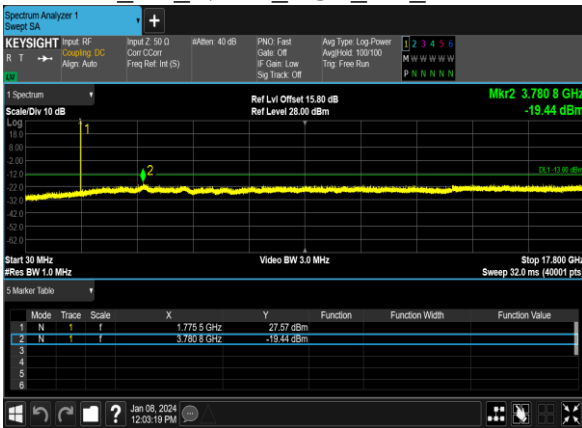 Spectrum Analyzer 1
Swept SA
KEYSIGHT Input: RF Input Z: 50 Ω #Atten: 40 dB PNO: Fast Avg Type: Log-Power 1 2 3 4 5 6
R T Coupling: DC Corr CCorr Gate: Off Avg|Hold: 100/100 M W W W W W
Align: Auto Freq Ref: Int (S) IF Gain: Low Trig: Free Run
LV Sig Track: Off P N N N N N
1 Spectrum Ref Lvl Offset 15.80 dB Mkr2 3.780 8 GHz
Scale/Div 10 dB Ref Level 28.00 dBm -19.44 dBm
Log
18.0 1
8.00
-2.00
-12.0 2 DL1 -13.00 dBm
-22.0
-32.0
-42.0
-52.0
-62.0
Start 30 MHz Video BW 3.0 MHz Stop 17.800 GHz
#Res BW 1.0 MHz Sweep 32.0 ms (40001 pts
5 Marker Table
Mode Trace Scale X Y Function Function Width Function Value
1 N 1 f 1.775 5 GHz 27.57 dBm
2 N 1 f 3.780 8 GHz -19.44 dBm
3
4
5
6
? Jan 08, 2024
12:03:19 PM